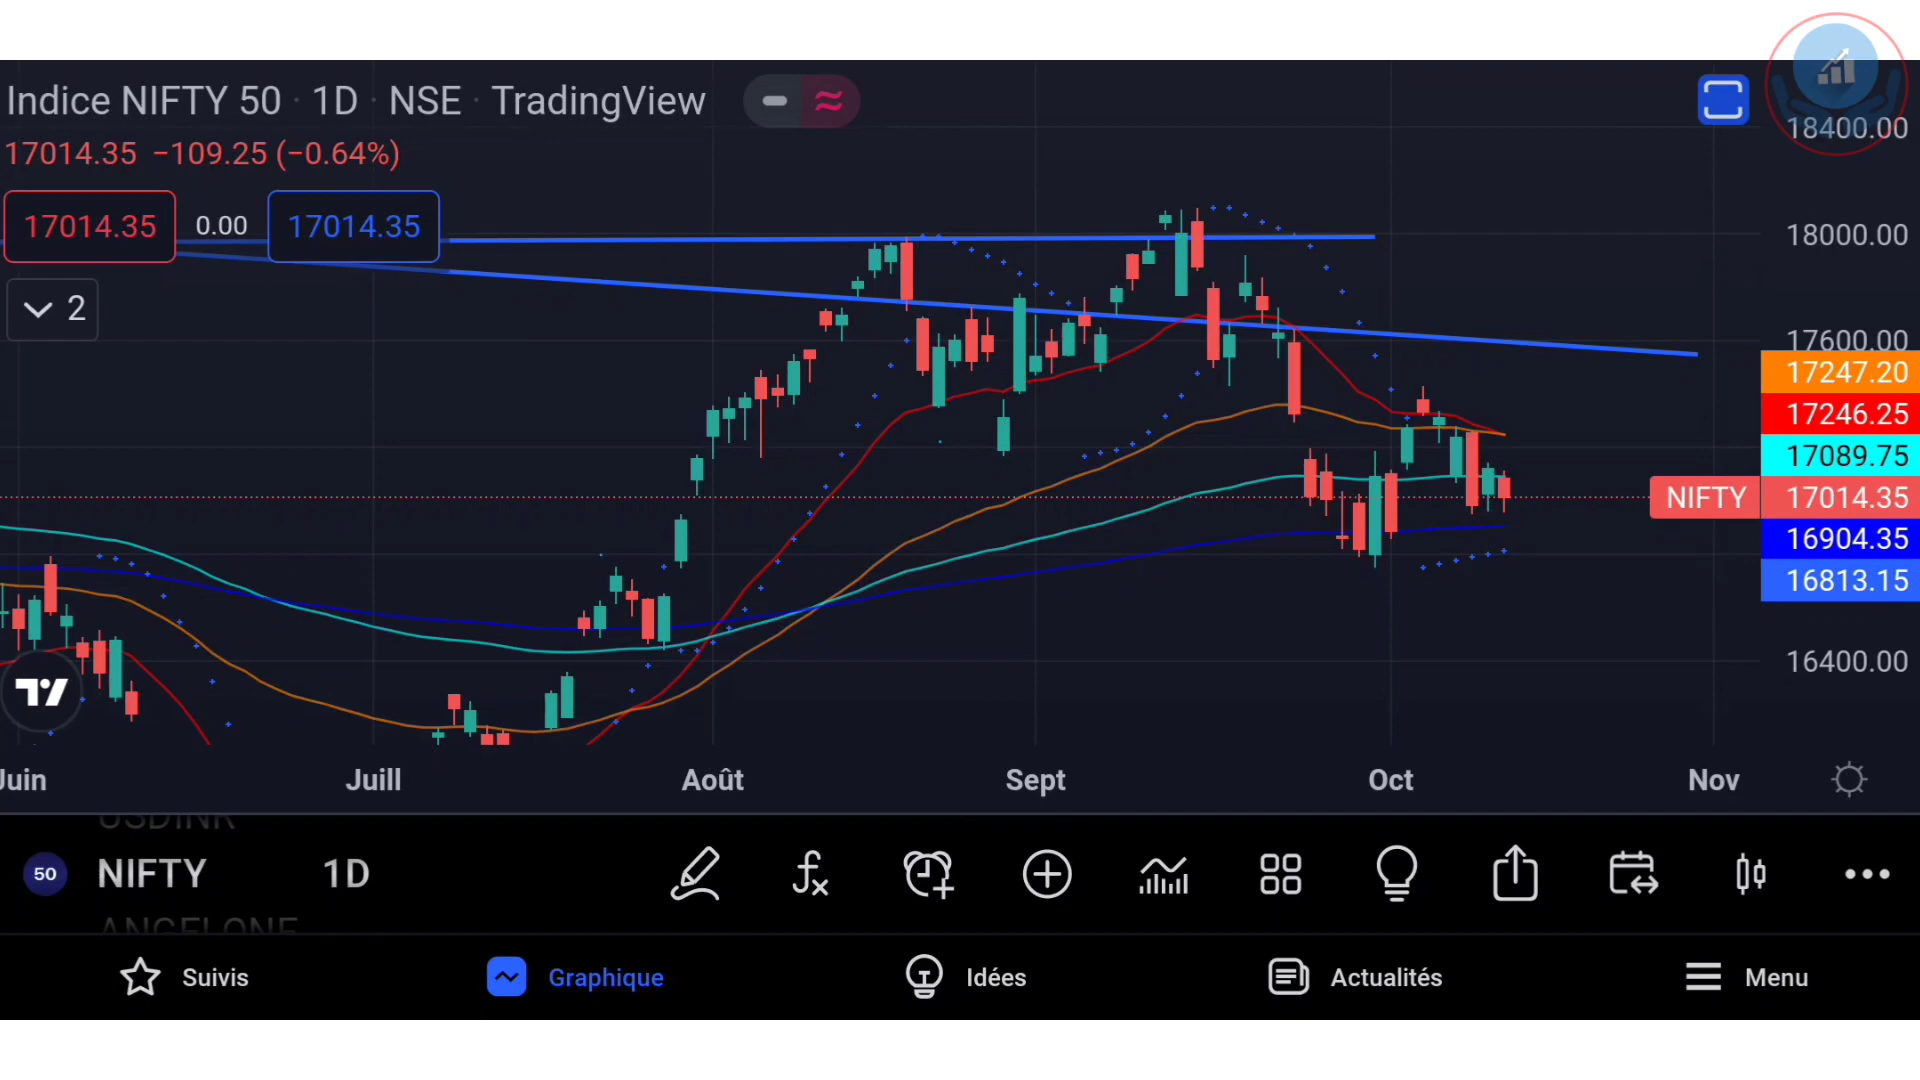 Indice NIFTY 50 · 1D · NSE · TradingView
17014.35 −109.25 (−0.64%)
17014.35 0.00 17014.35
2
18400.00
18000.00
17600.00
17247.20
17246.25
17089.75
NIFTY 17014.35
16904.35
16813.15
16400.00
Juin Juill Août Sept Oct Nov
USDINR
50 NIFTY 1D
ANGELONE
Suivis Graphique Idées Actualités Menu